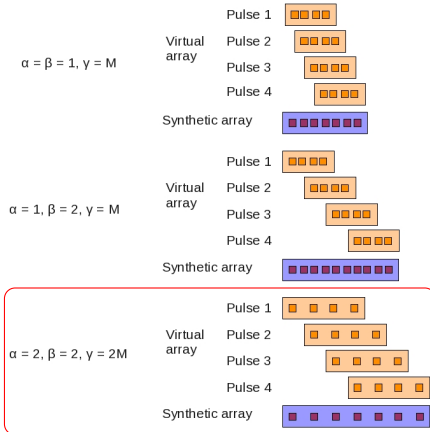 Pulse 1
Virtual array
Pulse 2
α = β = 1, γ = M
Pulse 3
Pulse 4
Synthetic array
Pulse 1
Virtual array
Pulse 2
α = 1, β = 2, γ = M
Pulse 3
Pulse 4
Synthetic array
Pulse 1
Virtual array
Pulse 2
α = 2, β = 2, γ = 2M
Pulse 3
Pulse 4
Synthetic array